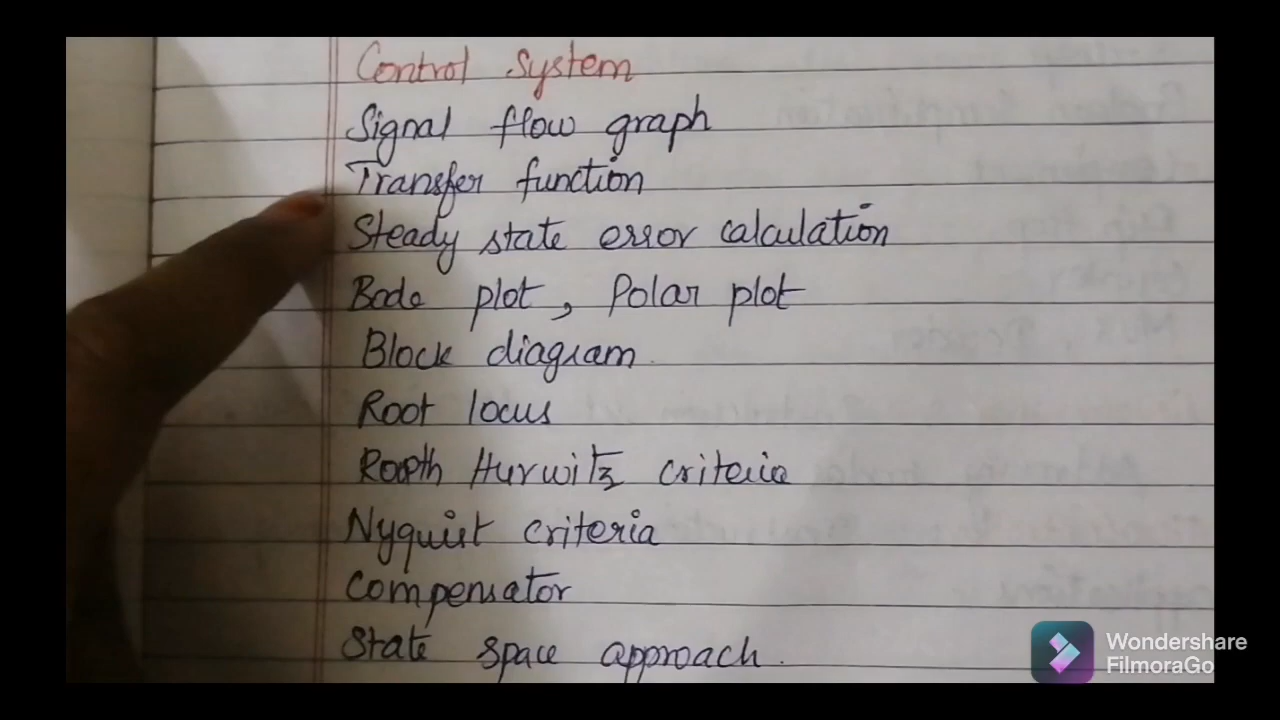 Control System
Signal flow graph
Transfer function
Steady state error calculation
Bode plot, Polar plot
Block diagram
Root locus
Roopth Hurwitz criteria
Nyquist criteria
Compensator
State space approach.
Wondershare
FilmoraGo